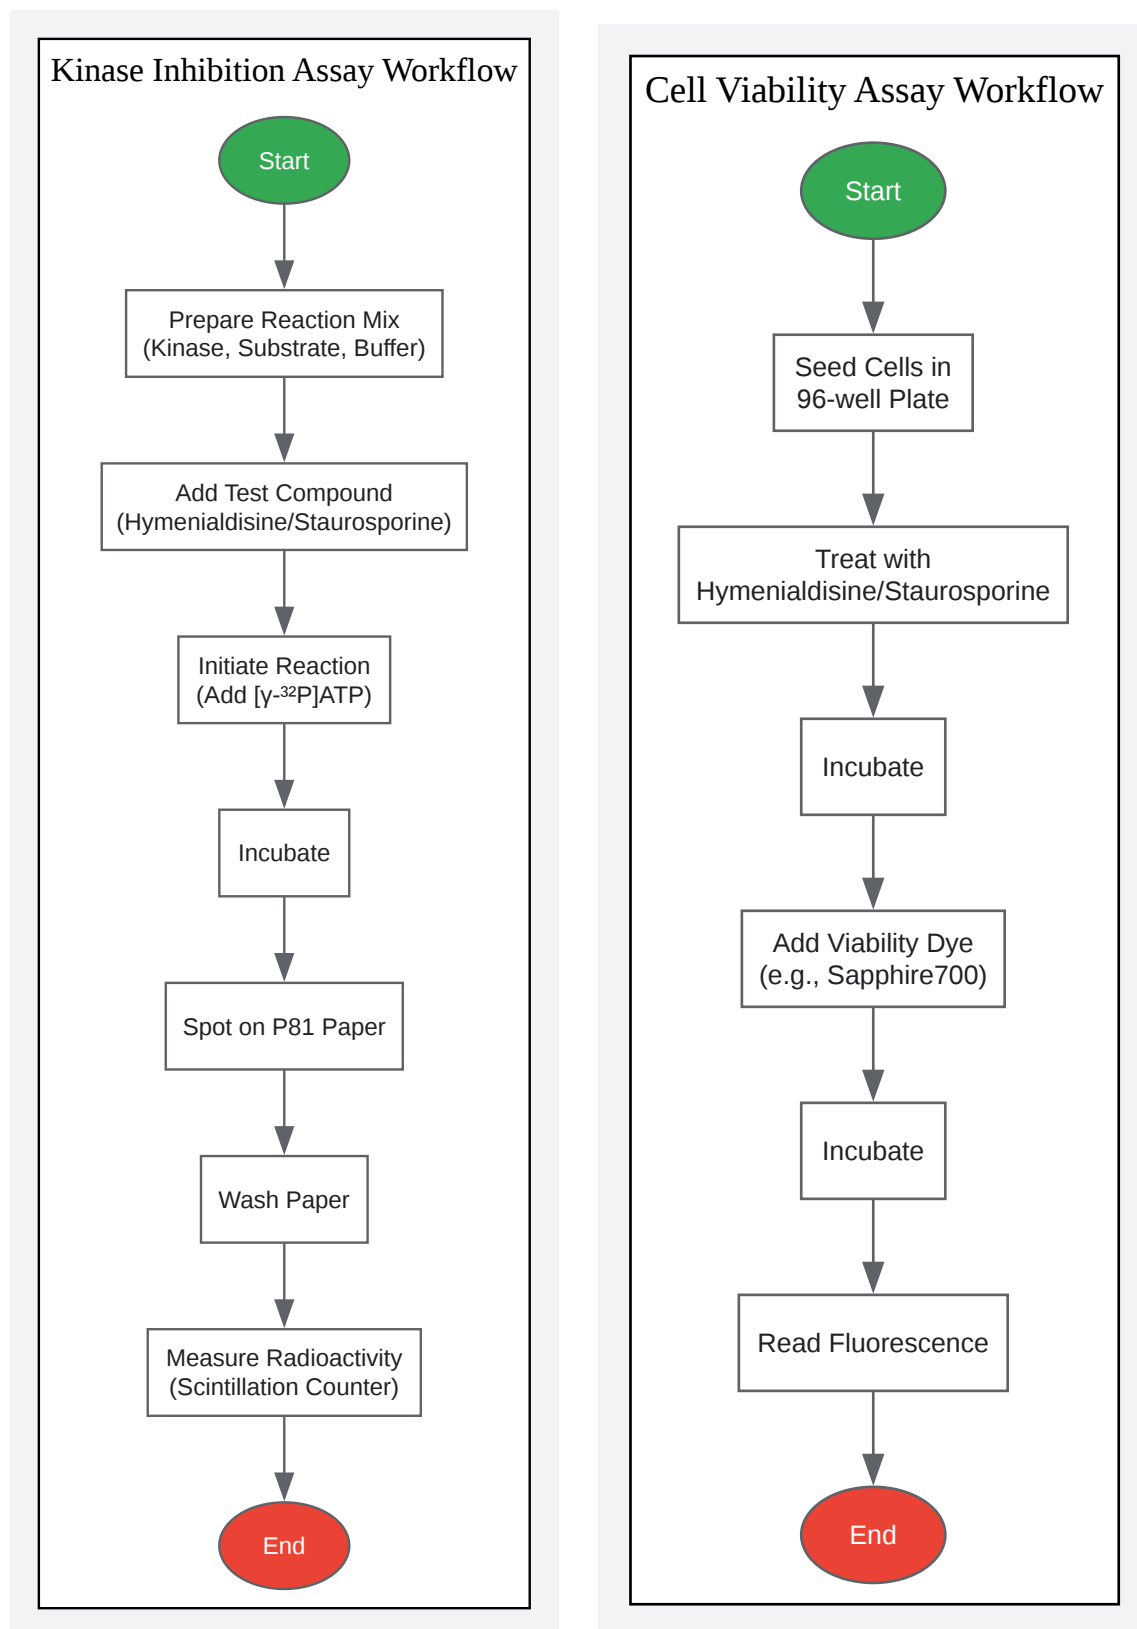 Kinase Inhibition Assay Workflow
Start
Prepare Reaction Mix
(Kinase, Substrate, Buffer)
Add Test Compound
(Hymenialdisine/Staurosporine)
Initiate Reaction
(Add [γ-³²P]ATP)
Incubate
Spot on P81 Paper
Wash Paper
Measure Radioactivity
(Scintillation Counter)
End
Cell Viability Assay Workflow
Start
Seed Cells in
96-well Plate
Treat with
Hymenialdisine/Staurosporine
Incubate
Add Viability Dye
(e.g., Sapphire700)
Incubate
Read Fluorescence
End